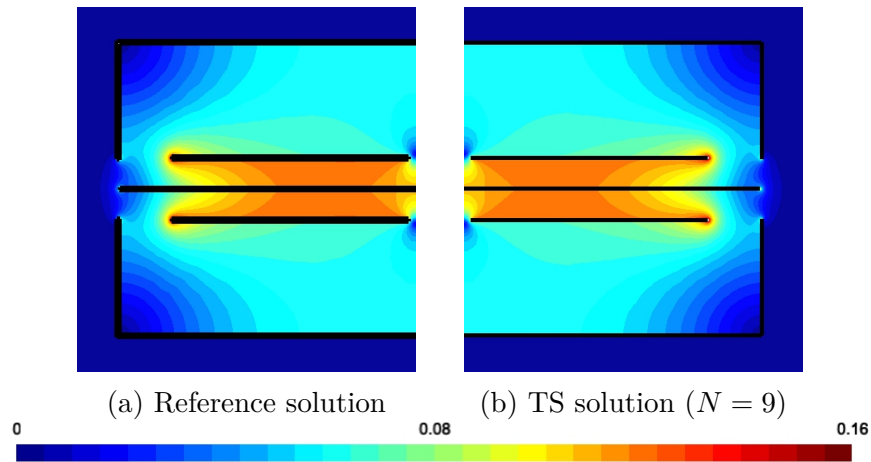 (a) Reference solution
(b) TS solution (N = 9)
0 0.08 0.16